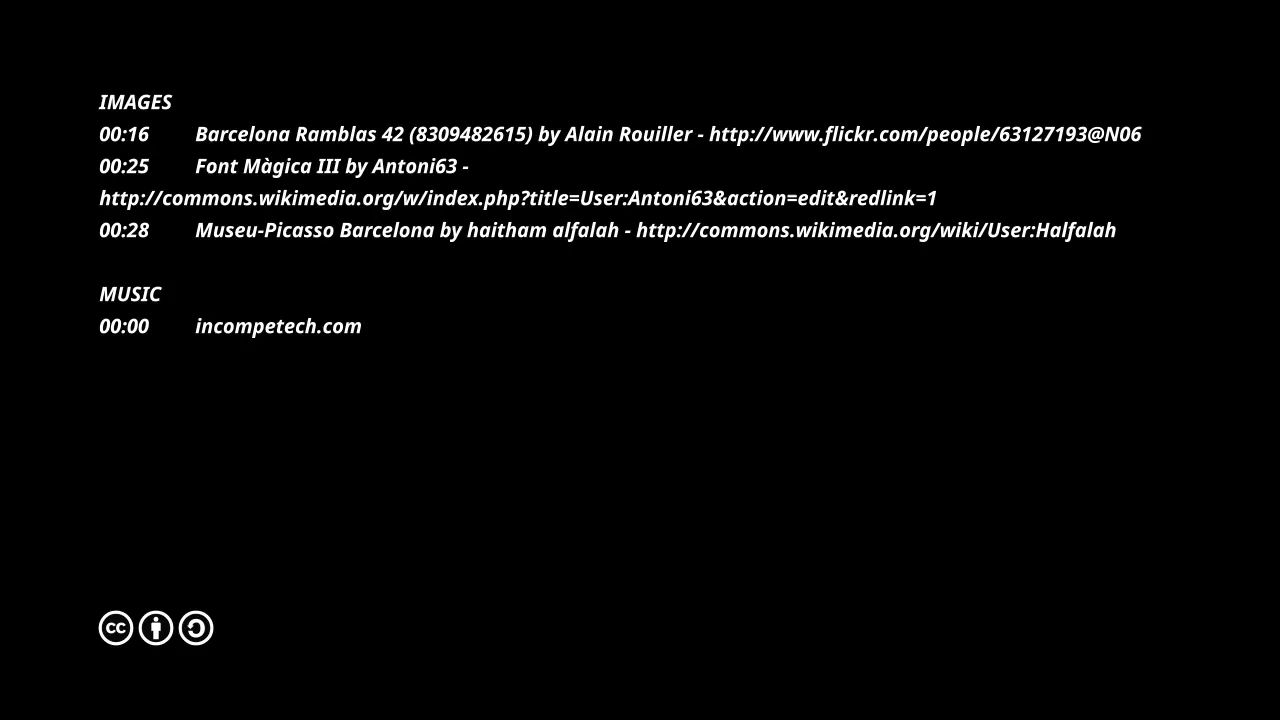 IMAGES
00:16 Barcelona Ramblas 42 (8309482615) by Alain Rouiller - http://www.flickr.com/people/63127193@N06
00:25 Font Màgica III by Antoni63 -
http://commons.wikimedia.org/w/index.php?title=User:Antoni63&action=edit&redlink=1
00:28 Museu-Picasso Barcelona by haitham alfalah - http://commons.wikimedia.org/wiki/User:Halfalah
MUSIC
00:00 incompetech.com
cc